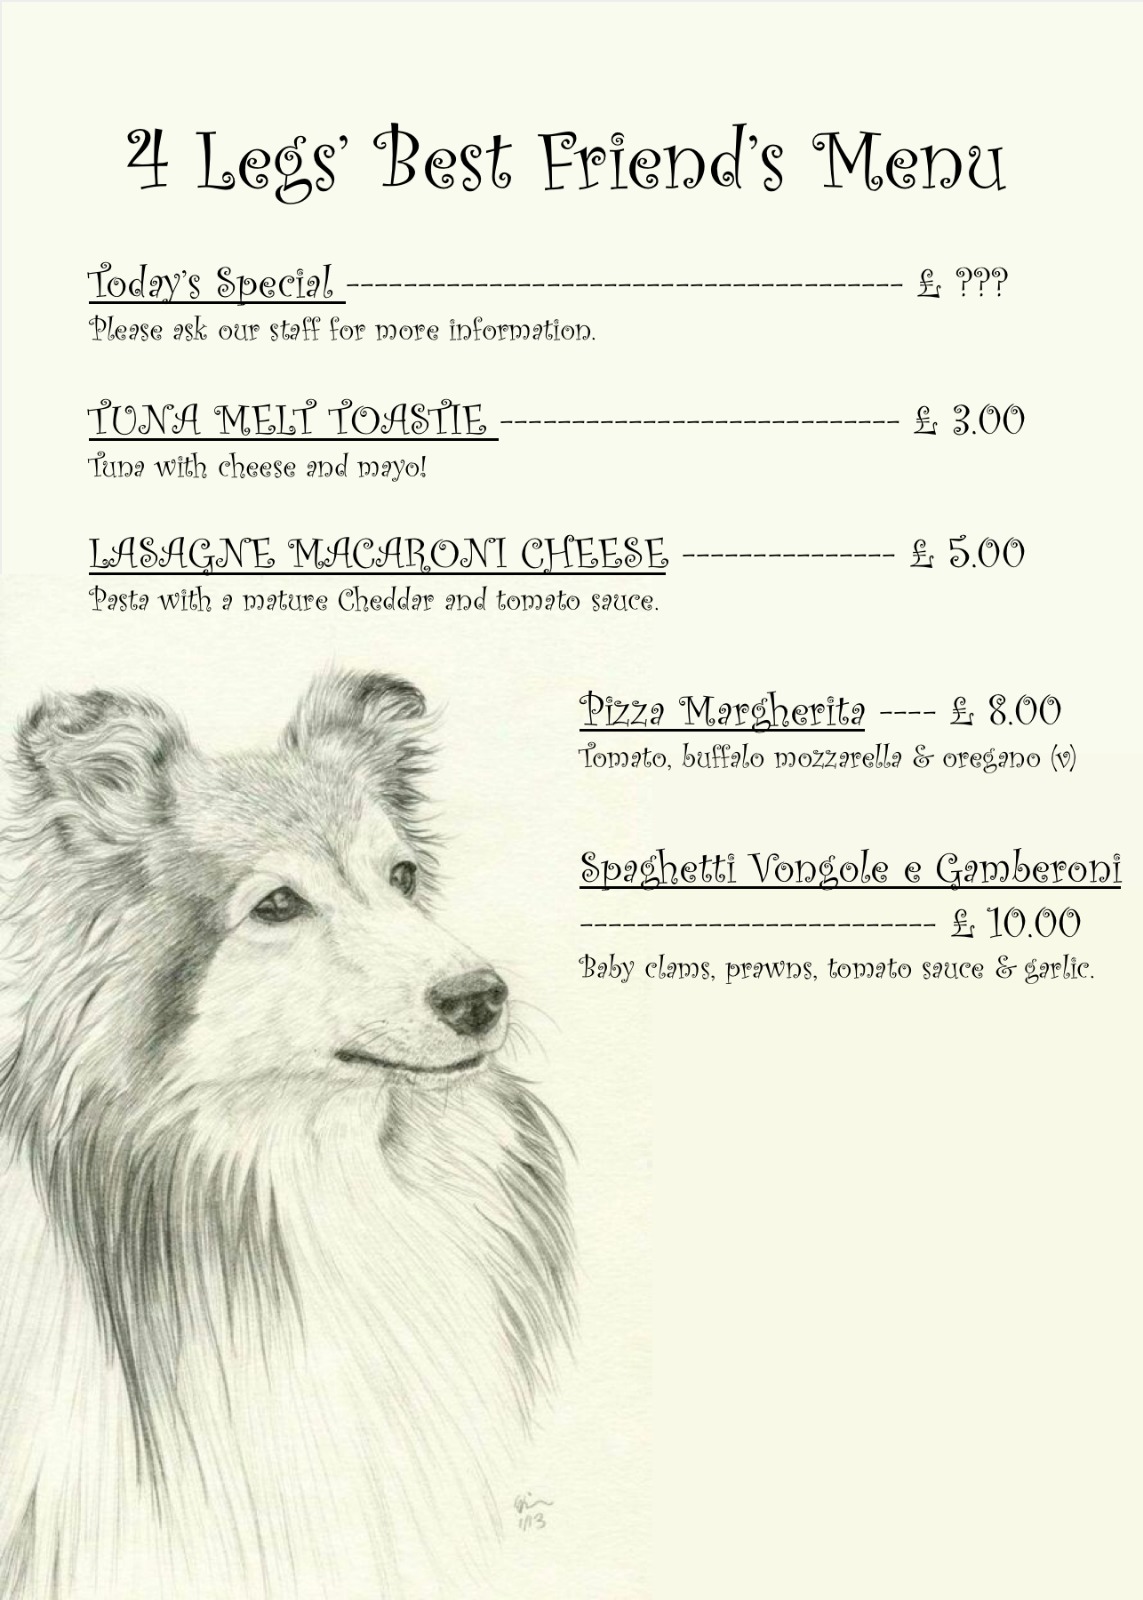 4 Legs' Best Friend's Menu
Today's Special ------------------------------------- £ ???
Please ask our staff for more information.
TUNA MELT TOASTIE --------------------------- £ 3.00
Tuna with cheese and mayo!
LASAGNE MACARONI CHEESE --------------- £ 5.00
Pasta with a mature Cheddar and tomato sauce.
Pizza Margherita ---- £ 8.00
Tomato, buffalo mozzarella & oregano (v)
Spaghetti Vongole e Gamberoni
------------------------ £ 10.00
Baby clams, prawns, tomato sauce & garlic.
1/13